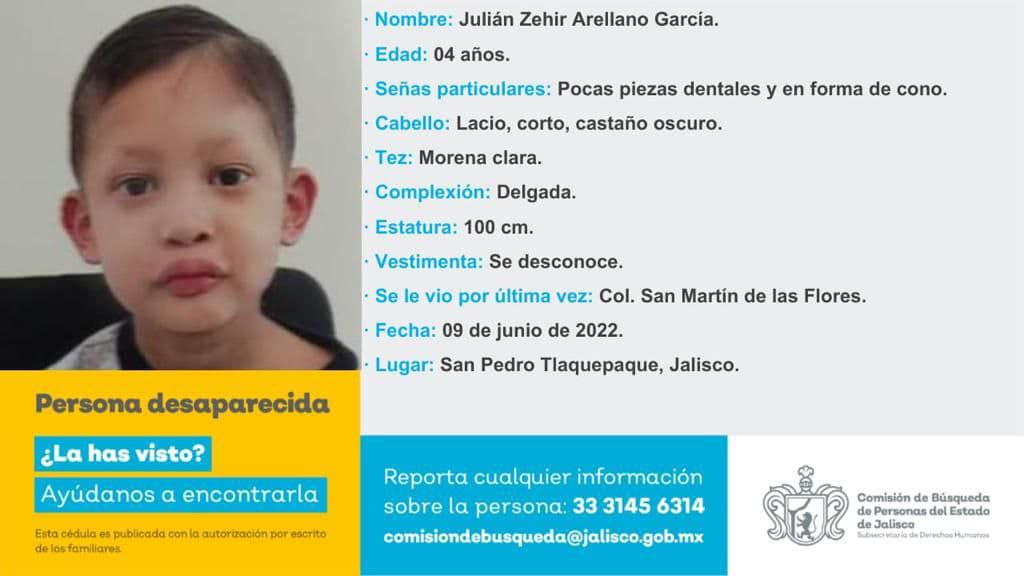 · Nombre: Julián Zehir Arellano García.
· Edad: 04 años.
· Señas particulares: Pocas piezas dentales y en forma de cono.
· Cabello: Lacio, corto, castaño oscuro.
· Tez: Morena clara.
· Complexión: Delgada.
· Estatura: 100 cm.
· Vestimenta: Se desconoce.
· Se le vio por última vez: Col. San Martín de las Flores.
· Fecha: 09 de junio de 2022.
· Lugar: San Pedro Tlaquepaque, Jalisco.
Persona desaparecida
¿La has visto?
Ayúdanos a encontrarla
Esta cédula es publicada con la autorización por escrito
de los familiares.
Reporta cualquier información
sobre la persona: 33 3145 6314
comisiondebusqueda@jalisco.gob.mx
Comisión de Búsqueda
de Personas del Estado
de Jalisco
Subsecretaría de Derechos Humanos